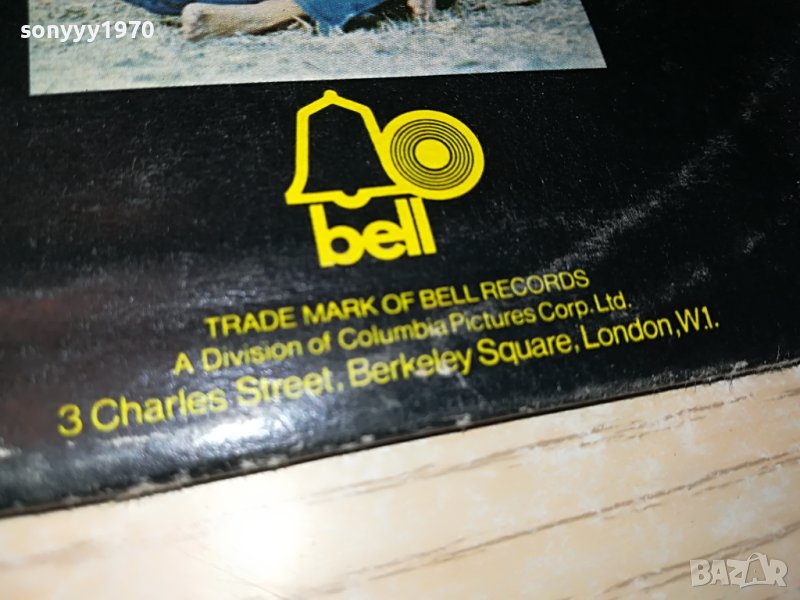 sonyyy1970
bell
TRADE MARK OF BELL RECORDS
A Division of Columbia Pictures Corp. Ltd.
3 Charles Street, Berkeley Square, London, W.1.
BAZAR